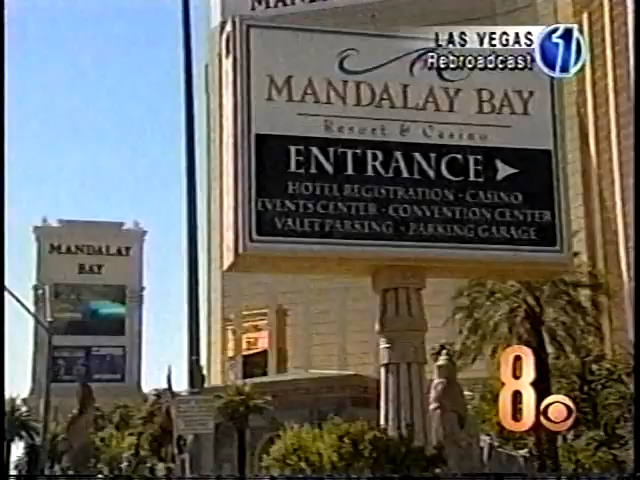 MAN
LAS VEGAS
Rebroadcast
1
MANDALAY BAY
Resort & Casino
ENTRANCE
HOTEL REGISTRATION · CASINO
EVENTS CENTER · CONVENTION CENTER
VALET PARKING · PARKING GARAGE
MANDALAY
BAY
8